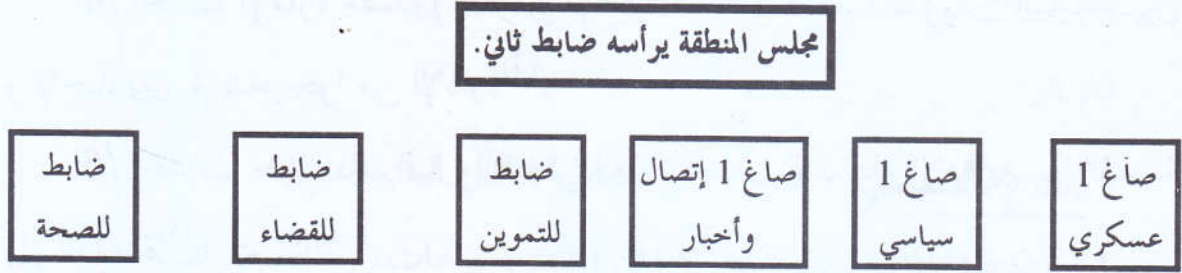 مجلس المنطقة يرأسه ضابط ثاني.
صاغ 1
عسكري
صاغ 1
سياسي
صاغ 1 إتصال
وأخبار
ضابط
للتموين
ضابط
للقضاء
ضابط
للصحة